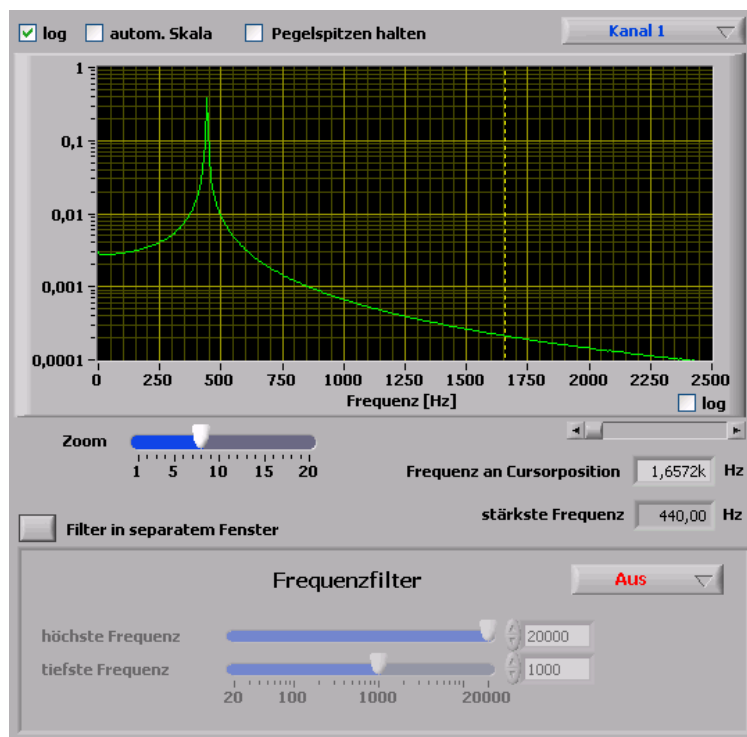 log autom. Skala Pegelspitzen halten Kanal 1
1
0,1
0,01
0,001
0,0001
0 250 500 750 1000 1250 1500 1750 2000 2250 2500
Frequenz [Hz]
log
Zoom
1 5 10 15 20
Frequenz an Cursorposition 1,6572k Hz
stärkste Frequenz 440,00 Hz
Filter in separatem Fenster
Frequenzfilter Aus
höchste Frequenz 20000
tiefste Frequenz 1000
20 100 1000 20000